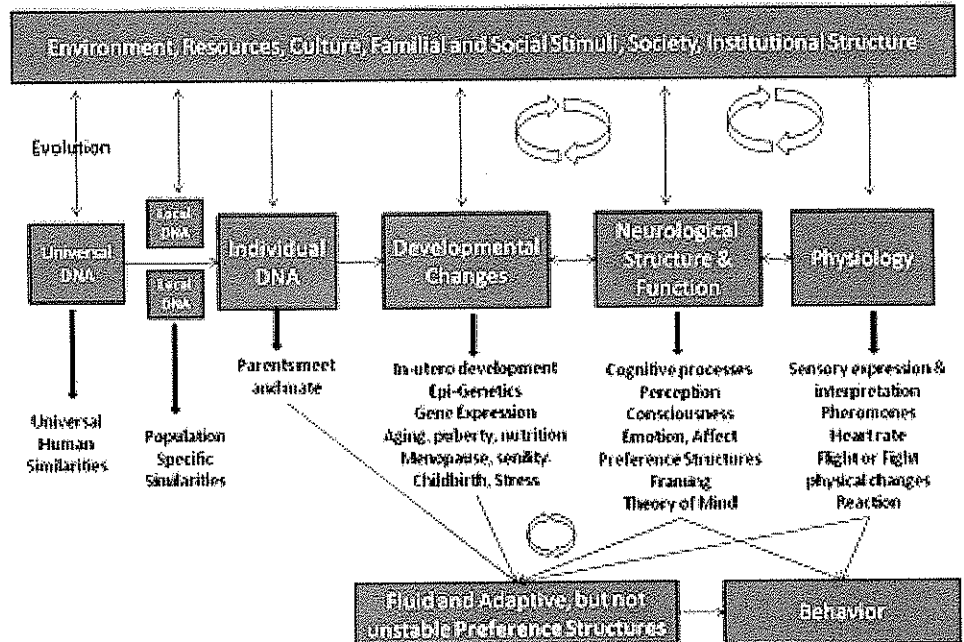 Environment, Resources, Culture, Familial and Social Stimuli, Society, Institutional Structure
Evolution
Universal
DNA
Local
DNA
Local
DNA
Individual
DNA
Developmental
Changes
Neurological
Structure &
Function
Physiology
Universal
Human
Similarities
Population
Specific
Similarities
Parents meet
and mate
In-utero development
Epi-Genetics
Gene Expression
Aging, puberty, nutrition
Menopause, senility,
Childbirth, Stress
Cognitive processes
Perception
Consciousness
Emotion, Affect
Preference Structures
Framing
Theory of Mind
Sensory expression &
interpretation
Pheromones
Heart rate
Flight or Fight
physical changes
Reaction
Fluid and Adaptive, but not
unstable Preference Structures
Behavior